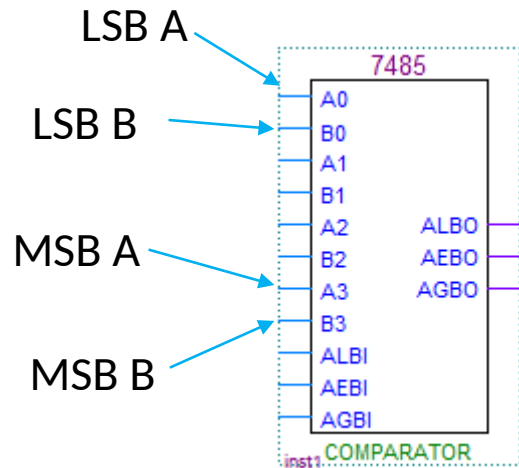 LSB A
LSB B
MSB A
MSB B
7485
A0
B0
A1
B1
A2
B2
A3
B3
ALBI
AEBI
AGBI
ALBO
AEBO
AGBO
inst1 COMPARATOR